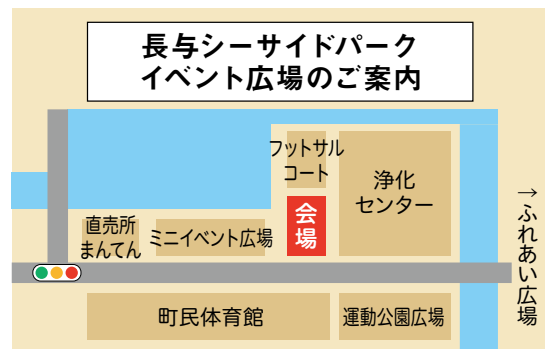 長与シーサイドパーク
イベント広場のご案内
フットサル
コート
浄化
センター
会場
直売所
まんてん
ミニイベント広場
→ふれあい広場
町民体育館
運動公園広場